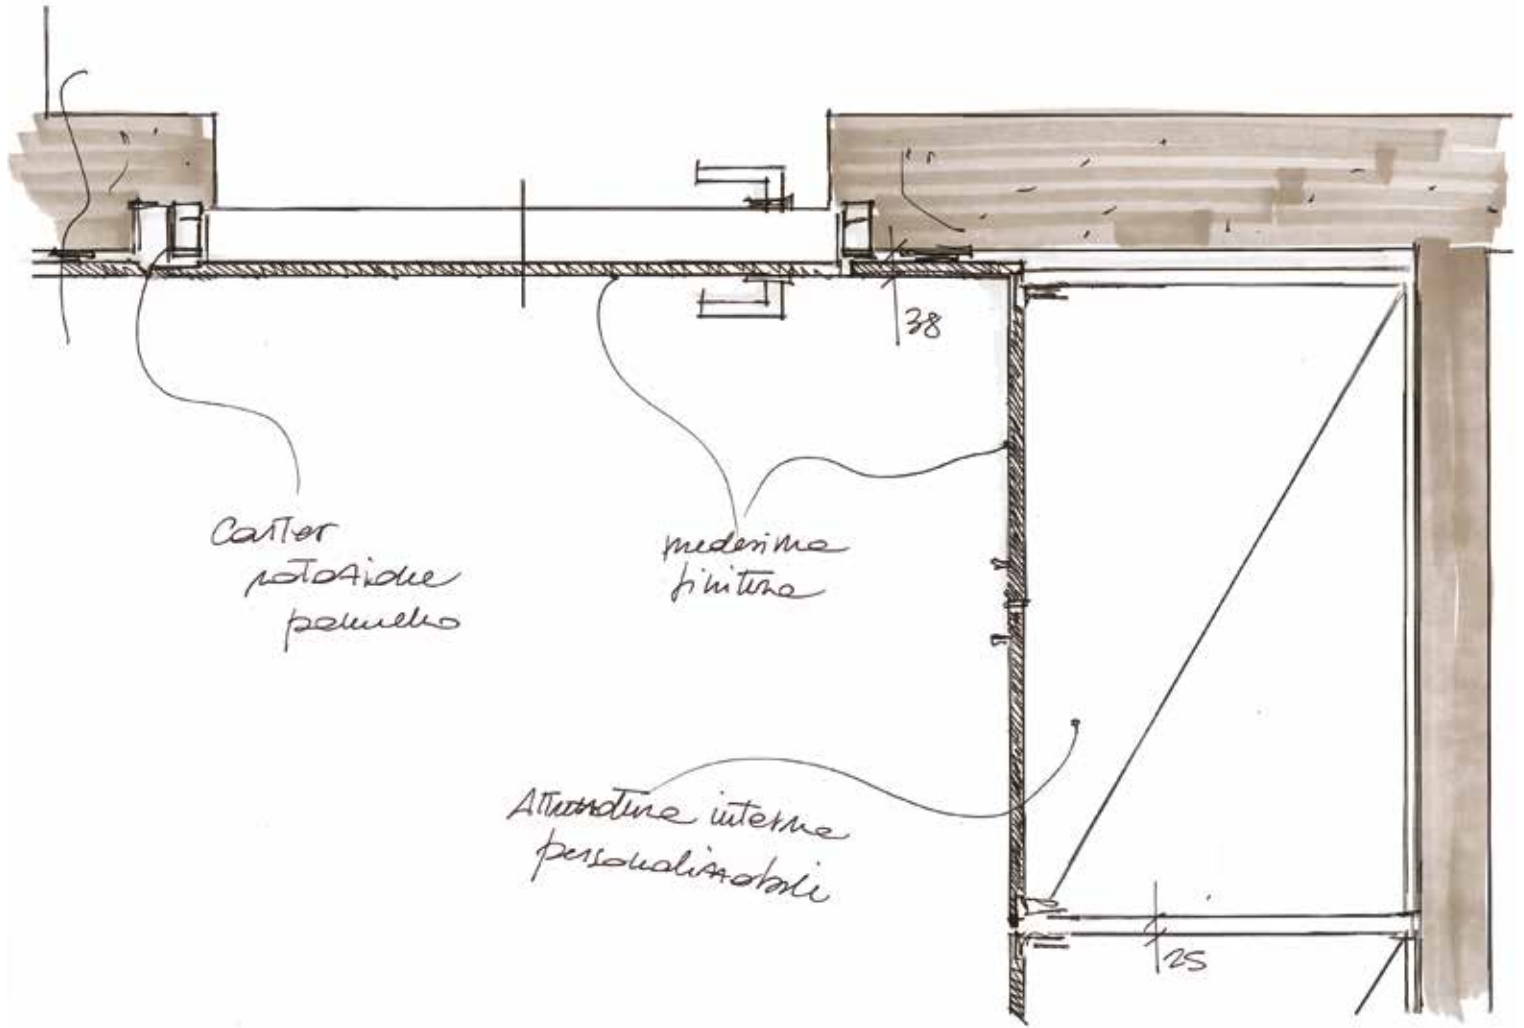 38
Carter
rotazione
pannello
medesima
finitura
Attrezzature interne
personalizzabili
25